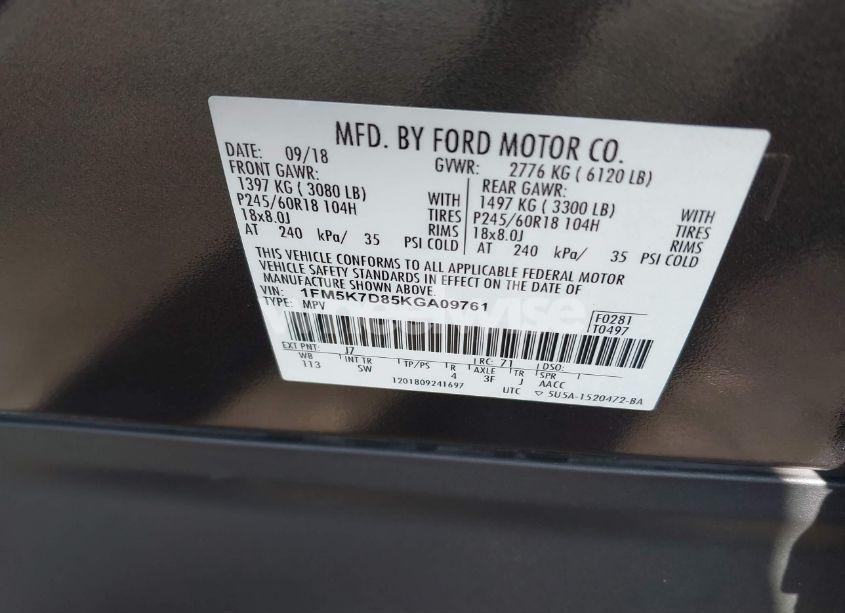 MFD. BY FORD MOTOR CO.
DATE: 09/18 GVWR: 2776 KG ( 6120 LB)
FRONT GAWR: REAR GAWR:
1397 KG ( 3080 LB) WITH 1497 KG ( 3300 LB) WITH
P245/60R18 104H TIRES P245/60R18 104H TIRES
18x8.0J RIMS 18x8.0J RIMS
AT 240 kPa/ 35 PSI COLD AT 240 kPa/ 35 PSI COLD
THIS VEHICLE CONFORMS TO ALL APPLICABLE FEDERAL MOTOR
VEHICLE SAFETY STANDARDS IN EFFECT ON THE DATE OF
MANUFACTURE SHOWN ABOVE.
VIN: 1FM5K7D85KGA09761
TYPE: MPV
F0281
T0497
EXT PNT: J7 RC: 71 DSO:
WB INT TR TP/PS R AXLE TR SPR
113 SW 4 3F J AACC
1201809241697 UTC ▽ 5U5A-1520472-BA